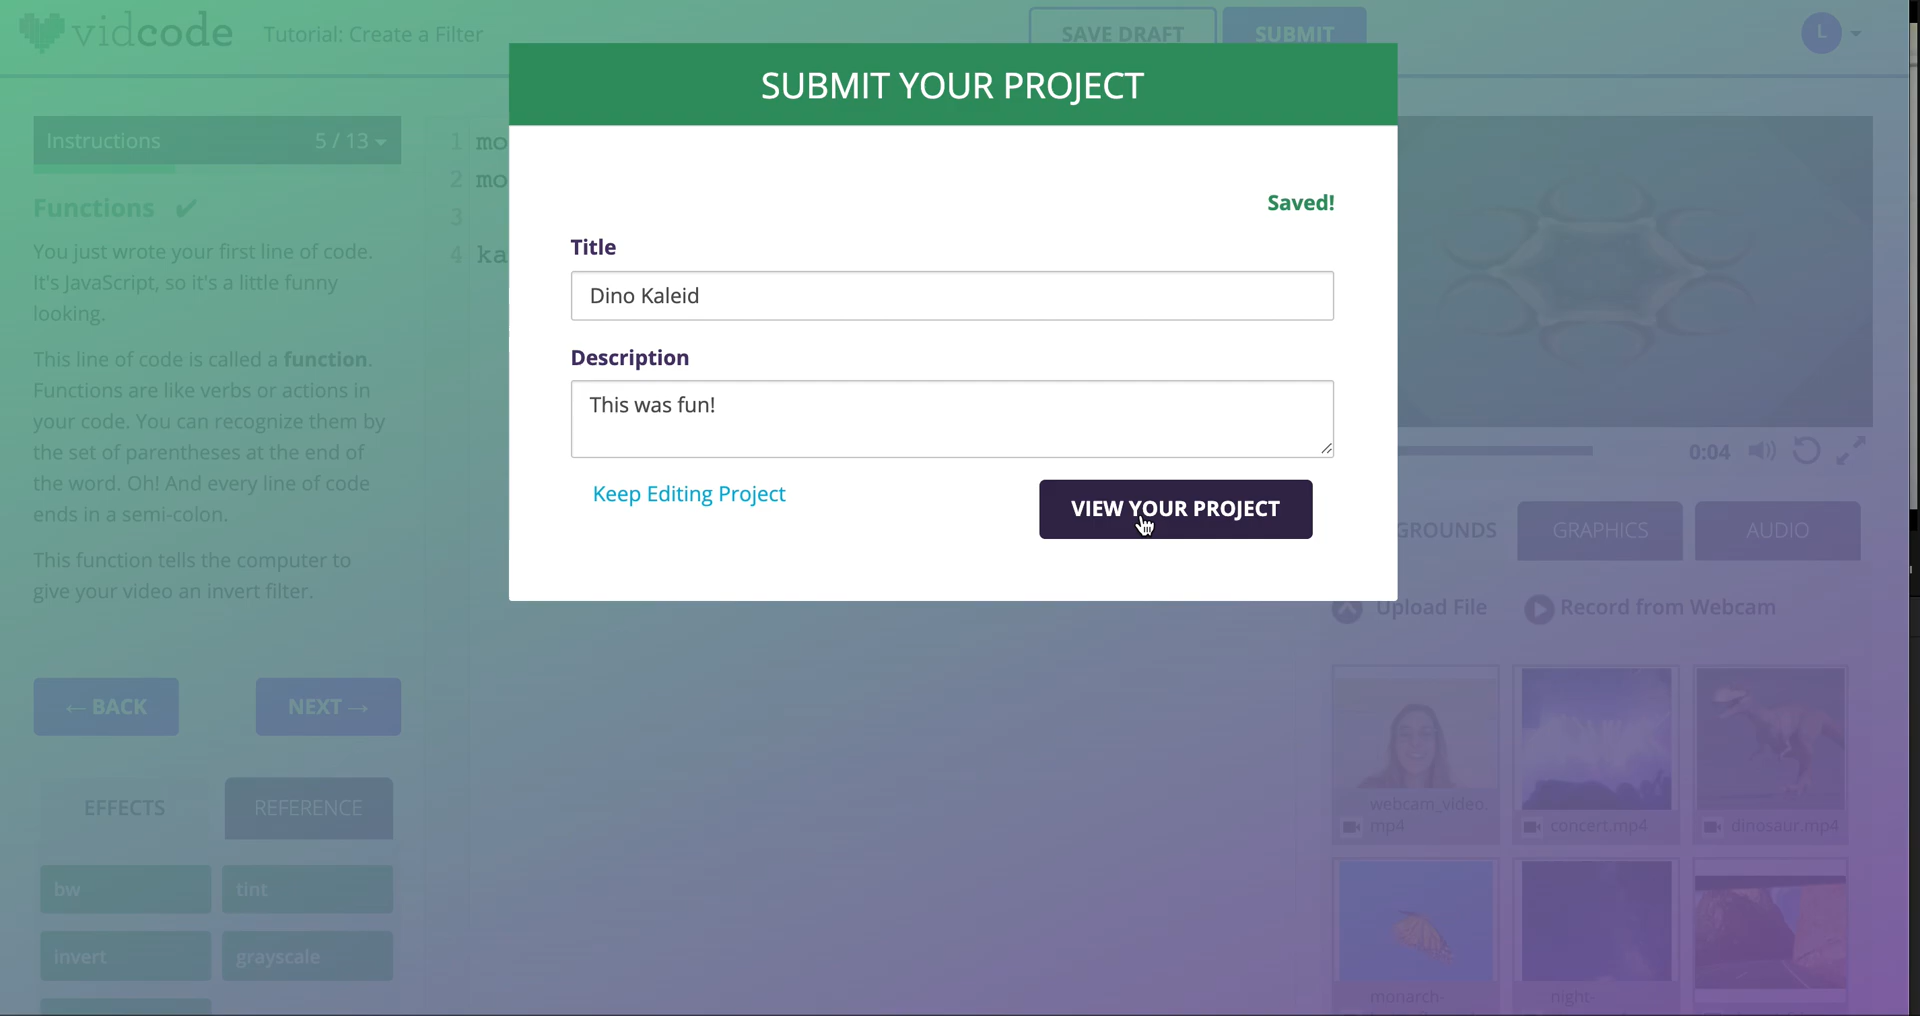 vidcode
Tutorial: Create a Filter
SAVE DRAFT
SUBMIT
L
SUBMIT YOUR PROJECT
Saved!
Title
Dino Kaleid
Description
This was fun!
Keep Editing Project
VIEW YOUR PROJECT
Instructions
5 / 13
Functions
You just wrote your first line of code.
It's JavaScript, so it's a little funny
looking.
This line of code is called a function.
Functions are like verbs or actions in
your code. You can recognize them by
the set of parentheses at the end of
the word. Oh! And every line of code
ends in a semi-colon.
This function tells the computer to
give your video an invert filter.
← BACK
NEXT →
EFFECTS
REFERENCE
bw
tint
invert
grayscale
1 mo
2 mo
3
4 ka
0:04
GROUNDS
GRAPHICS
AUDIO
Upload File
Record from Webcam
webcam_video.
mp4
concert.mp4
dinosaur.mp4
monarch-
night-